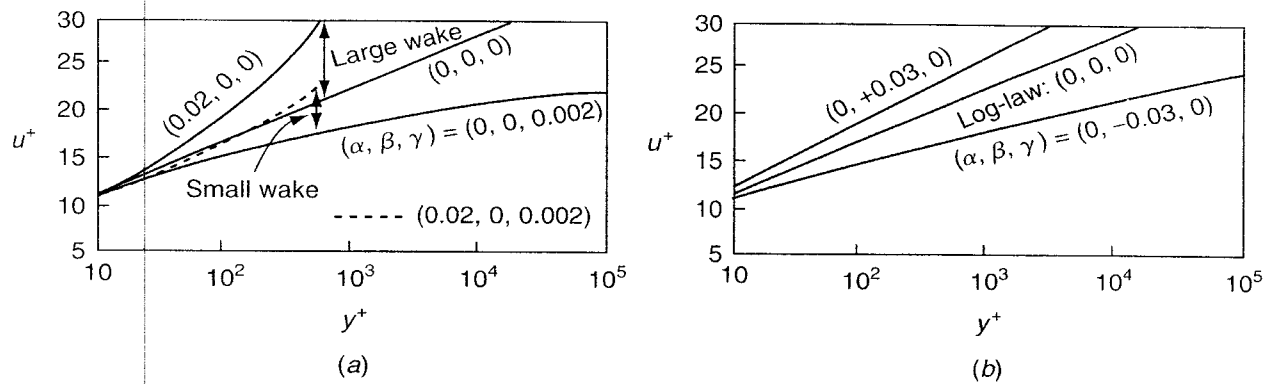 30
25
20
15
10
5
u⁺
10
10²
10³
10⁴
10⁵
y⁺
(0.02, 0, 0)
Large wake
(0, 0, 0)
(α, β, γ) = (0, 0, 0.002)
Small wake
(0.02, 0, 0.002)
(a)
30
25
20
15
10
5
u⁺
10
10²
10³
10⁴
10⁵
y⁺
(0, +0.03, 0)
Log-law: (0, 0, 0)
(α, β, γ) = (0, −0.03, 0)
(b)